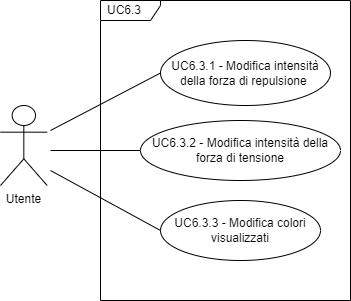 UC6.3
UC6.3.1 - Modifica intensità
della forza di repulsione
UC6.3.2 - Modifica intensità della
forza di tensione
Utente
UC6.3.3 - Modifica colori
visualizzati